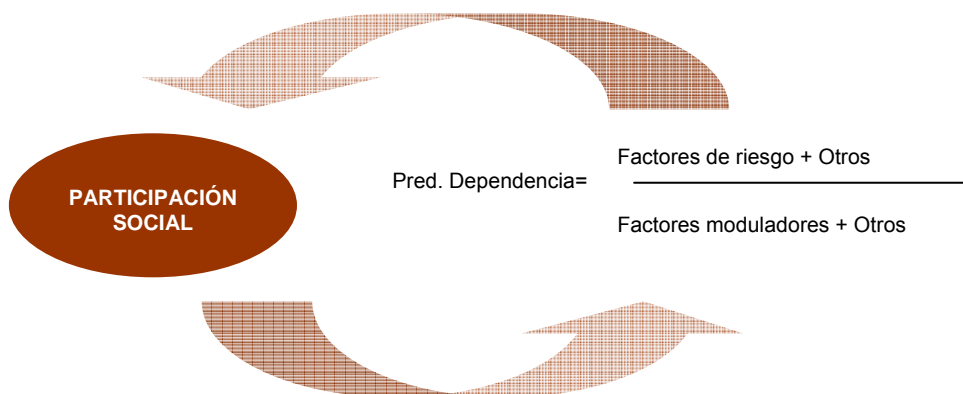 PARTICIPACIÓN
SOCIAL
Pred. Dependencia=
Factores de riesgo + Otros
Factores moduladores + Otros